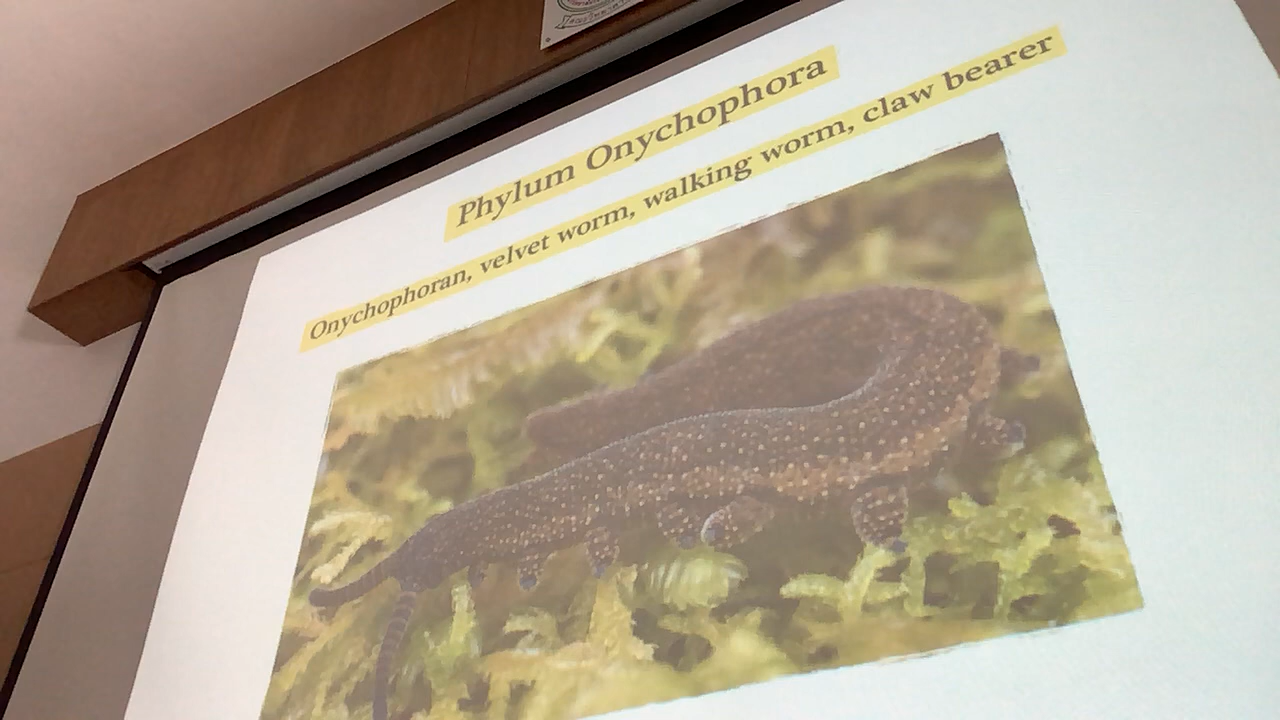 Phylum Onychophora
Onychophoran, velvet worm, walking worm, claw bearer